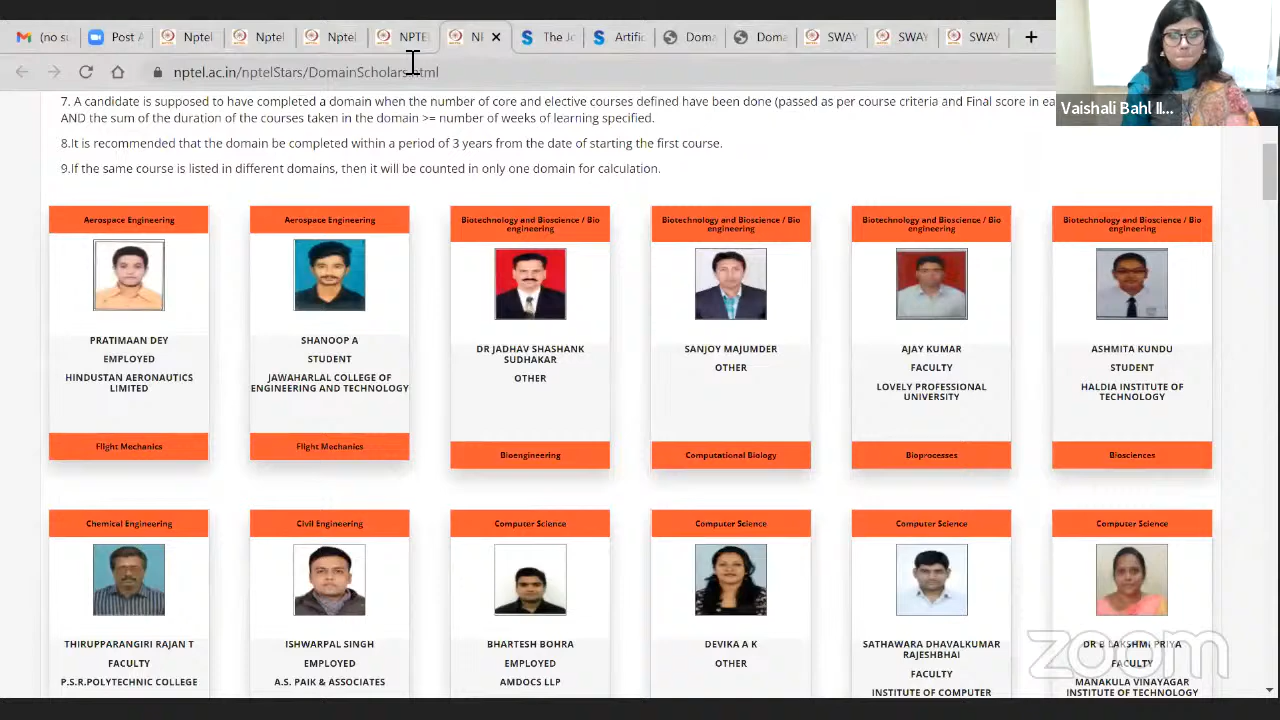 (no su
Post A
Nptel
Nptel
Nptel
NPTEL
NI
The Jo
Artific
Doma
Doma
SWAY
SWAY
SWAY
nptel.ac.in/nptelStars/DomainScholars.html
Vaishali Bahl II...
7. A candidate is supposed to have completed a domain when the number of core and elective courses defined have been done (passed as per course criteria and Final score in ea
AND the sum of the duration of the courses taken in the domain = number of weeks of learning specified.
8.It is recommended that the domain be completed within a period of 3 years from the date of starting the first course.
9.If the same course is listed in different domains, then it will be counted in only one domain for calculation.
Aerospace Engineering
PRATIMAAN DEY
EMPLOYED
HINDUSTAN AERONAUTICS
LIMITED
Flight Mechanics
Aerospace Engineering
SHANOOP A
STUDENT
JAWAHARLAL COLLEGE OF
ENGINEERING AND TECHNOLOGY
Flight Mechanics
Biotechnology and Bioscience / Bio
engineering
DR JADHAV SHASHANK
SUDHAKAR
OTHER
Bioengineering
Biotechnology and Bioscience / Bio
engineering
SANJOY MAJUMDER
OTHER
Computational Biology
Biotechnology and Bioscience / Bio
engineering
AJAY KUMAR
FACULTY
LOVELY PROFESSIONAL
UNIVERSITY
Bioprocesses
Biotechnology and Bioscience / Bio
engineering
ASHMITA KUNDU
STUDENT
HALDIA INSTITUTE OF
TECHNOLOGY
Biosciences
Chemical Engineering
THIRUPPARANGIRI RAJAN T
FACULTY
P.S.R.POLYTECHNIC COLLEGE
Civil Engineering
ISHWARPAL SINGH
EMPLOYED
A.S. PAIK & ASSOCIATES
Computer Science
BHARTESH BOHRA
EMPLOYED
AMDOCS LLP
Computer Science
DEVIKA A K
OTHER
Computer Science
SATHAWARA DHAVALKUMAR
RAJESHBHAI
FACULTY
INSTITUTE OF COMPUTER
Computer Science
DR B LAKSHMI PRIYA
FACULTY
MANAKULA VINAYAGAR
INSTITUTE OF TECHNOLOGY
zoom